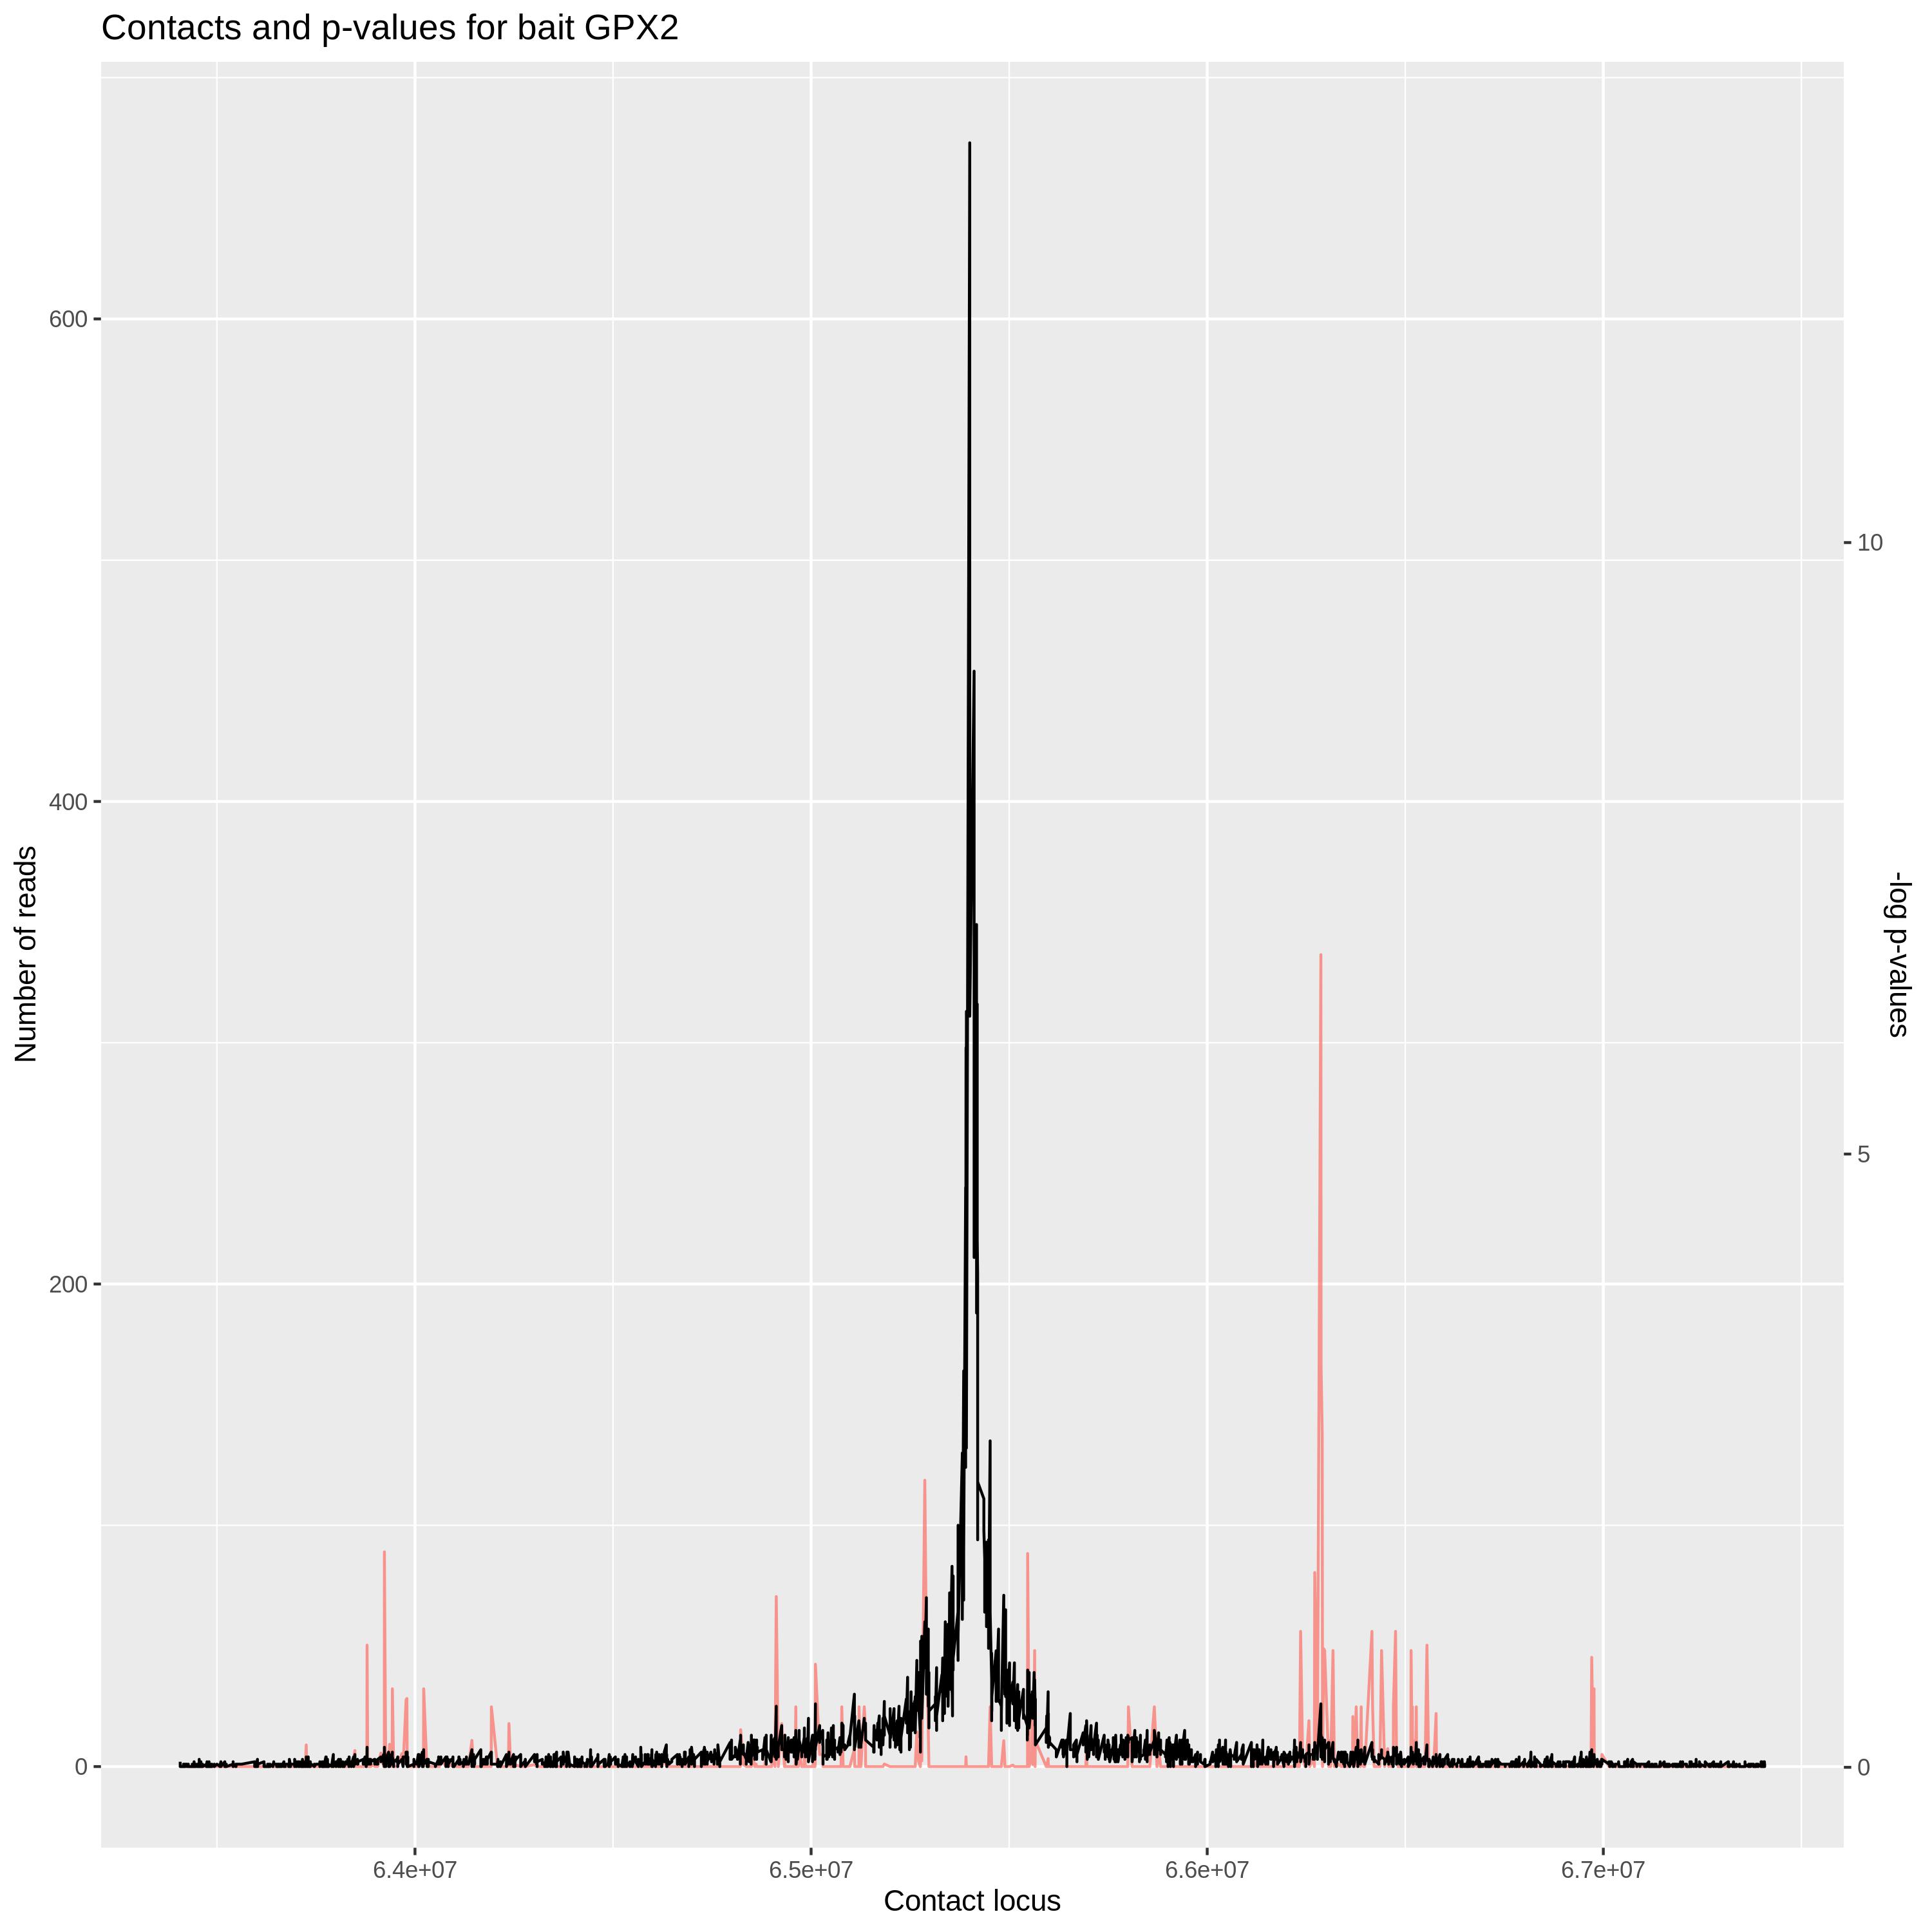 Contacts and p-values for bait GPX2
Number of reads
600
400
200
0
10
5
0
-log p-values
6.4e+07
6.5e+07
6.6e+07
6.7e+07
Contact locus